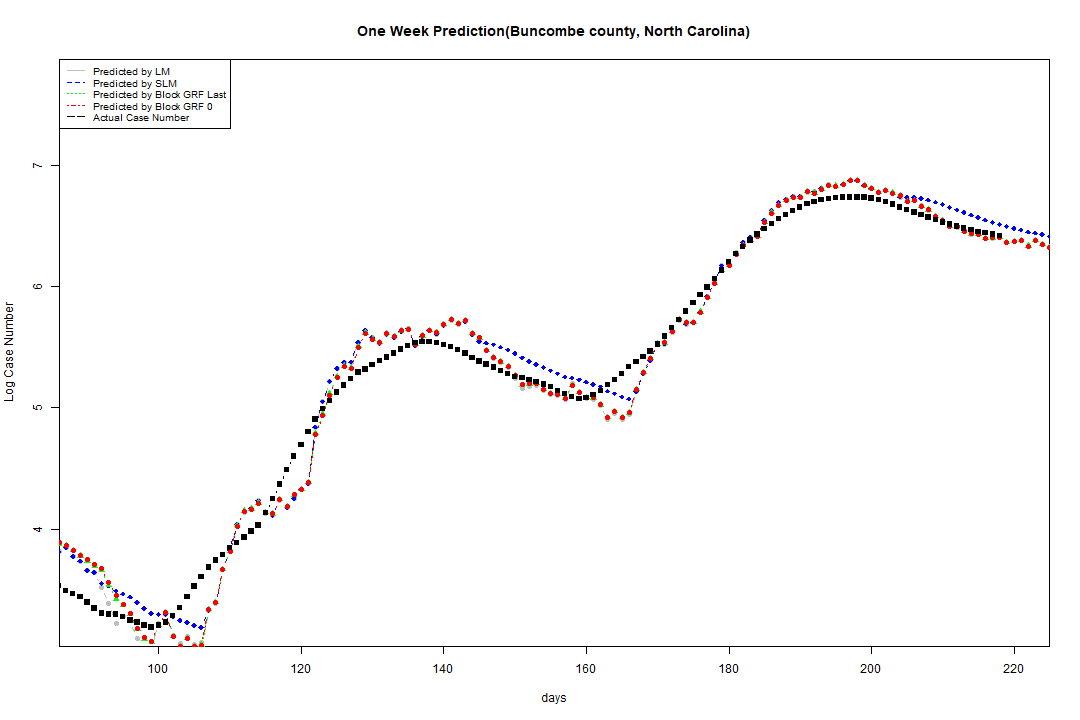 One Week Prediction(Buncombe county, North Carolina)
Predicted by LM
Predicted by SLM
Predicted by Block GRF Last
Predicted by Block GRF 0
Actual Case Number
Log Case Number
7
6
5
4
100 120 140 160 180 200 220
days